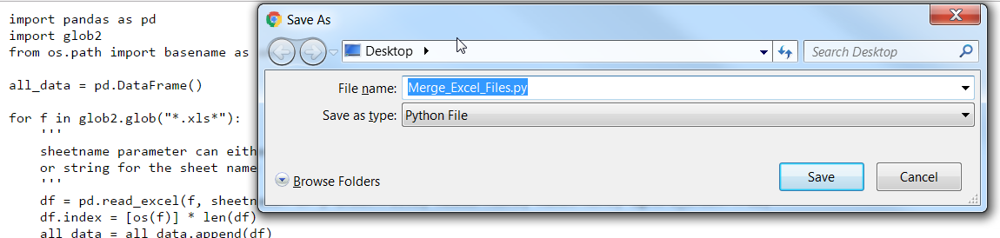 import pandas as pd
import glob2
from os.path import basename as
all_data = pd.DataFrame()
for f in glob2.glob("*.xls*"):
'''
sheetname parameter can eith
or string for the sheet name
'''
df = pd.read_excel(f, sheetn
df.index = [os(f)] * len(df)
all_data = all_data.append(df)
Save As
Desktop
Search Desktop
File name: Merge_Excel_Files.py
Save as type: Python File
Browse Folders
Save Cancel